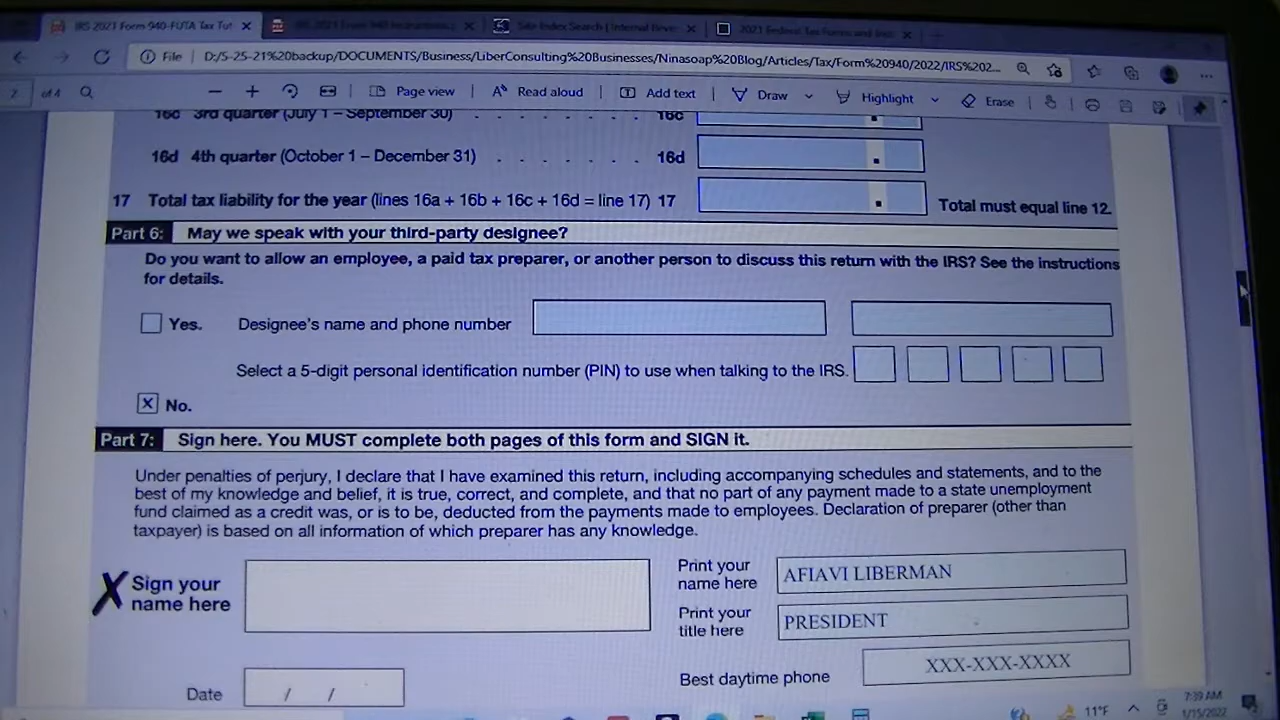 IRS 2021 Form 940-FUTA Tax Tut
Site Index Search | Internal Reve
2021 Federal Tax Forms and Inst
File D:/5-25-21%20backup/DOCUMENTS/Business/LiberConsulting%20Businesses/Ninasoap%20Blog/Articles/Tax/Form%20940/2022/IRS%202...
2 of 4 Page view Read aloud Add text Draw Highlight Erase
16c 3rd quarter (July 1 – September 30) . . . . . . . 16c .
16d 4th quarter (October 1 – December 31) . . . . . . 16d .
17 Total tax liability for the year (lines 16a + 16b + 16c + 16d = line 17) 17 . Total must equal line 12.
Part 6: May we speak with your third-party designee?
Do you want to allow an employee, a paid tax preparer, or another person to discuss this return with the IRS? See the instructions
for details.
Yes. Designee's name and phone number
Select a 5-digit personal identification number (PIN) to use when talking to the IRS.
X No.
Part 7: Sign here. You MUST complete both pages of this form and SIGN it.
Under penalties of perjury, I declare that I have examined this return, including accompanying schedules and statements, and to the
best of my knowledge and belief, it is true, correct, and complete, and that no part of any payment made to a state unemployment
fund claimed as a credit was, or is to be, deducted from the payments made to employees. Declaration of preparer (other than
taxpayer) is based on all information of which preparer has any knowledge.
X Sign your
name here
Print your
name here AFIAVI LIBERMAN
Print your
title here PRESIDENT
Best daytime phone XXX-XXX-XXXX
Date / /
11°F 7:39 AM
1/15/2022